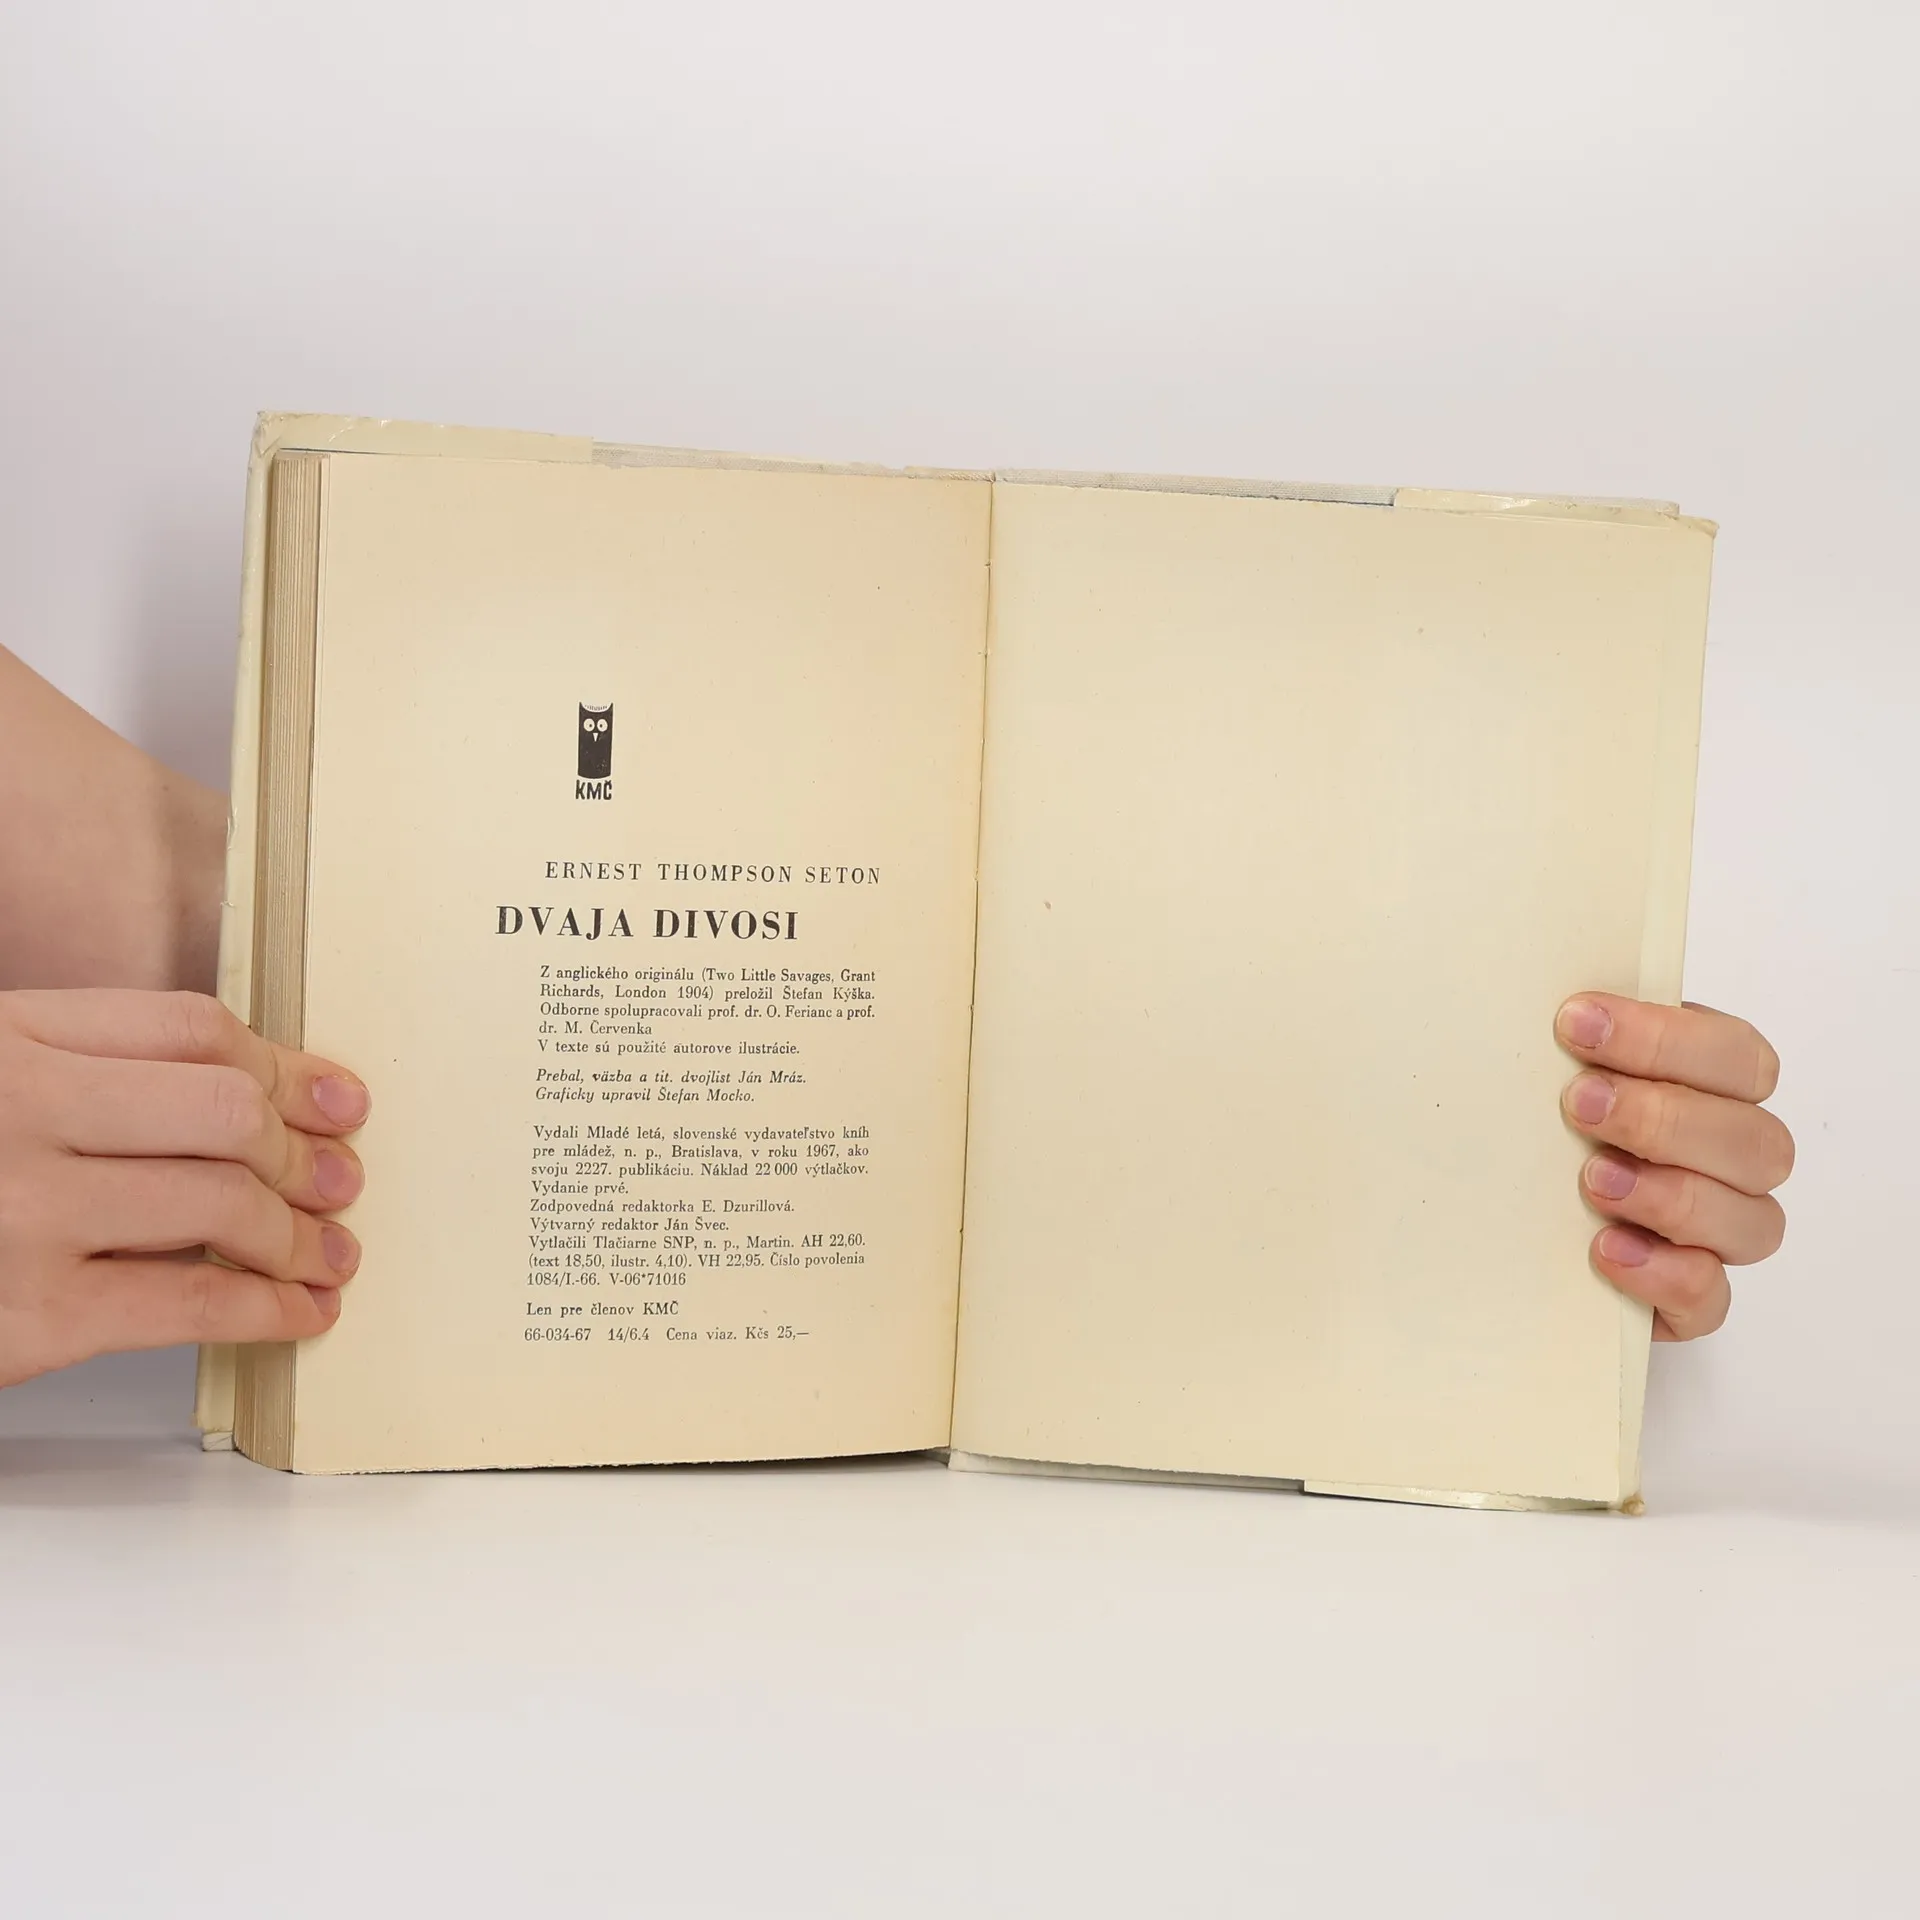 KMČ
ERNEST THOMPSON SETON
DVAJA DIVOSI
Z anglického originálu (Two Little Savages, Grant
Richards, London 1904) preložil Štefan Kýška.
Odborne spolupracovali prof. dr. O. Ferianc a prof.
dr. M. Červenka
V texte sú použité autorove ilustrácie.
Prebal, väzba a tit. dvojlist Ján Mráz.
Graficky upravil Štefan Mocko.
Vydali Mladé letá, slovenské vydavateľstvo kníh
pre mládež, n. p., Bratislava, v roku 1967, ako
svoju 2227. publikáciu. Náklad 22 000 výtlačkov.
Vydanie prvé.
Zodpovedná redaktorka E. Dzurillová.
Výtvarný redaktor Ján Švec.
Vytlačili Tlačiarne SNP, n. p., Martin. AH 22,60.
(text 18,50, ilustr. 4,10). VH 22,95. Číslo povolenia
1084/I.-66. V-06*71016
Len pre členov KMČ
66-034-67 14/6.4 Cena viaz. Kčs 25,—